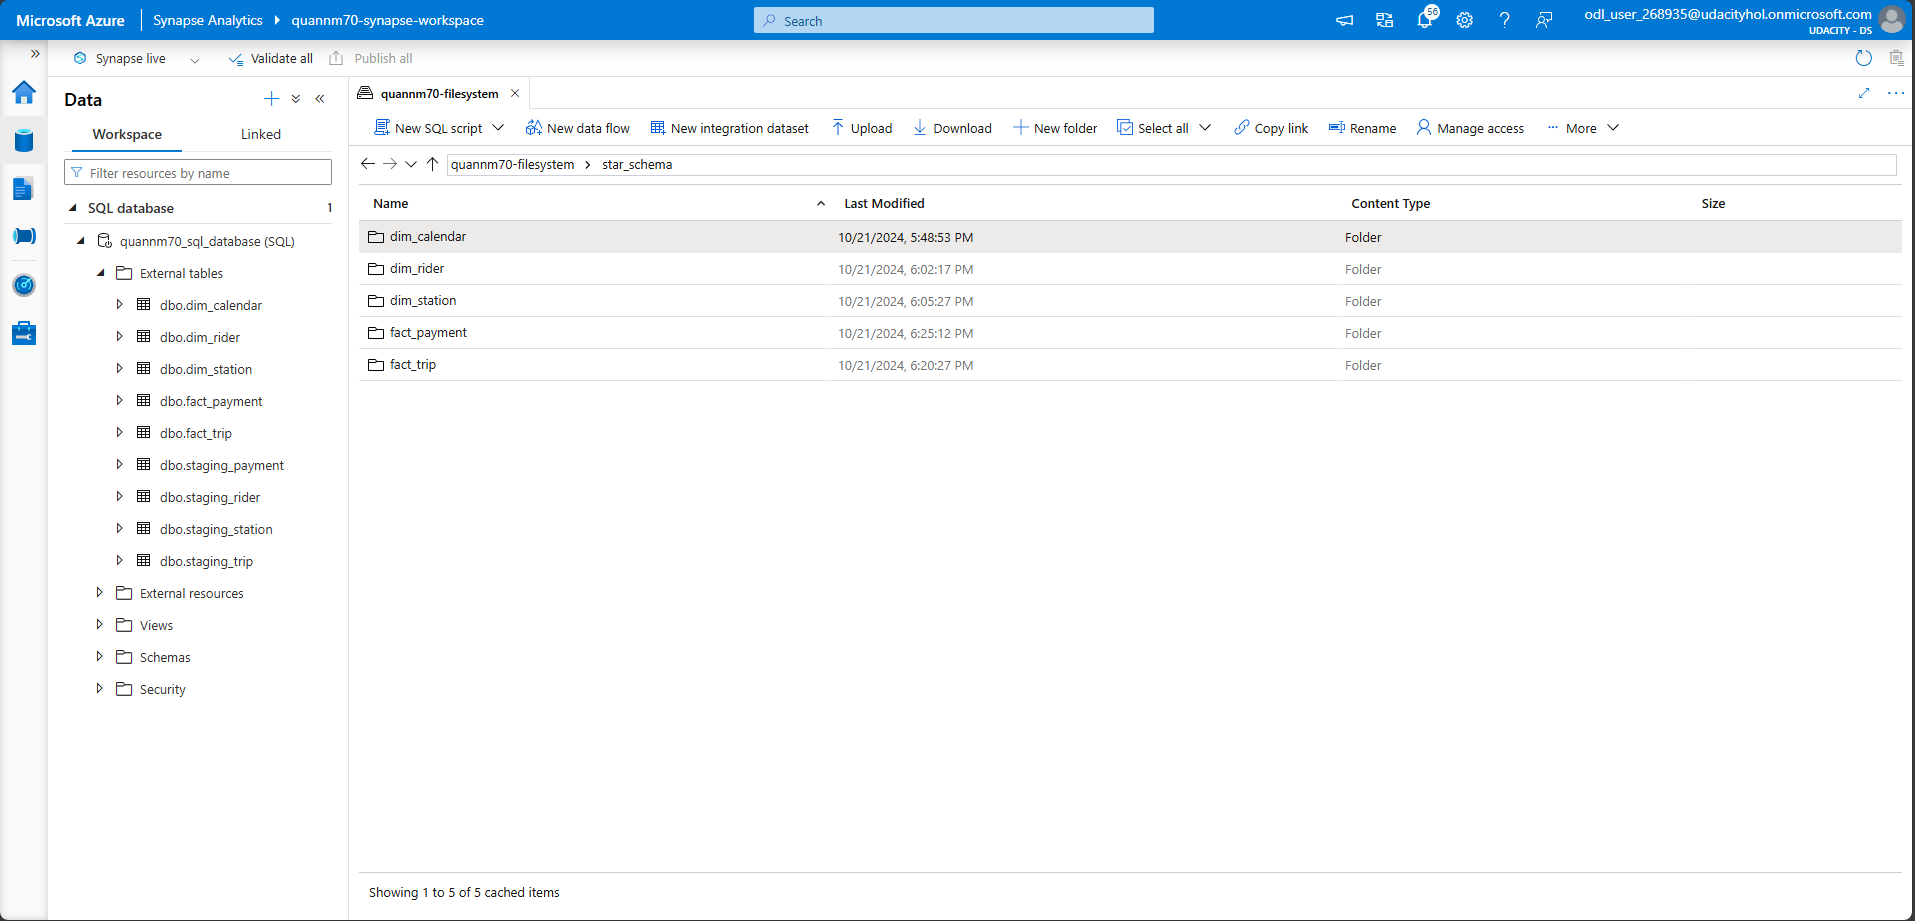 Microsoft Azure Synapse Analytics quannm70-synapse-workspace Search 56 odl_user_268935@udacityhol.onmicrosoft.com
UDACITY - DS
Synapse live Validate all Publish all
Data
Workspace Linked
Filter resources by name
SQL database 1
quannm70_sql_database (SQL)
External tables
dbo.dim_calendar
dbo.dim_rider
dbo.dim_station
dbo.fact_payment
dbo.fact_trip
dbo.staging_payment
dbo.staging_rider
dbo.staging_station
dbo.staging_trip
External resources
Views
Schemas
Security
quannm70-filesystem
New SQL script New data flow New integration dataset Upload Download New folder Select all Copy link Rename Manage access More
quannm70-filesystem star_schema
Name Last Modified Content Type Size
dim_calendar 10/21/2024, 5:48:53 PM Folder
dim_rider 10/21/2024, 6:02:17 PM Folder
dim_station 10/21/2024, 6:05:27 PM Folder
fact_payment 10/21/2024, 6:25:12 PM Folder
fact_trip 10/21/2024, 6:20:27 PM Folder
Showing 1 to 5 of 5 cached items